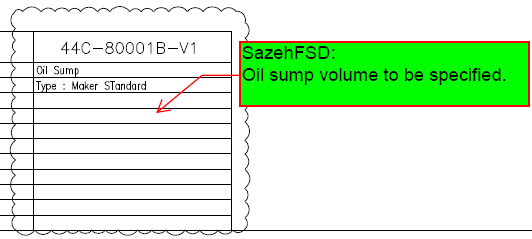 44C-80001B-V1
Oil Sump
Type : Maker STandard
SazehFSD:
Oil sump volume to be specified.